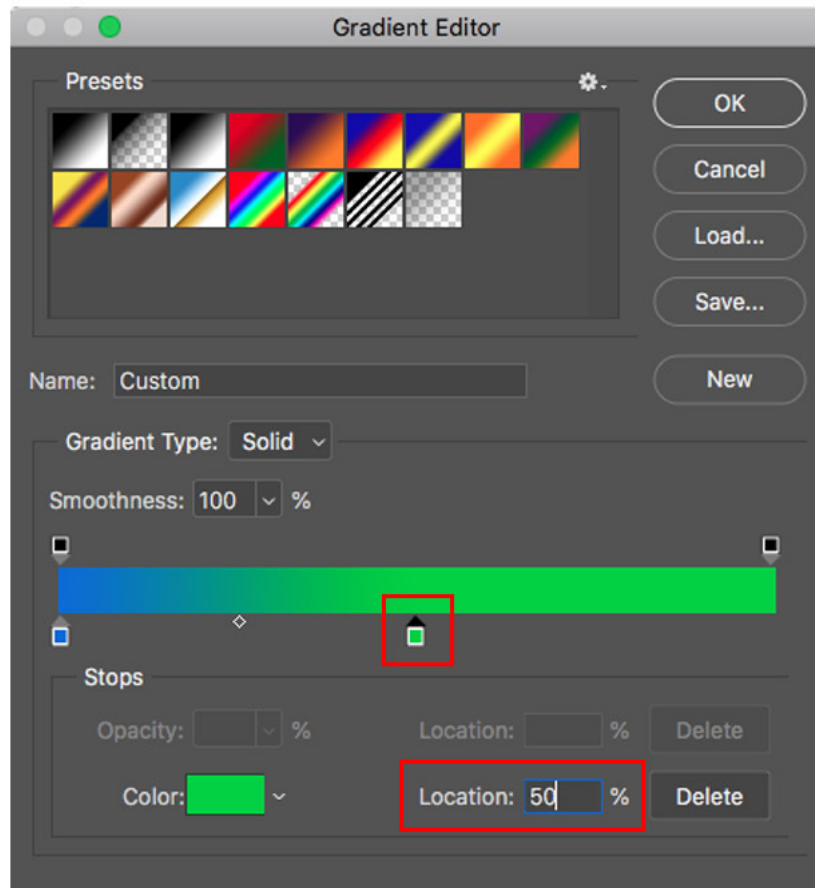 Gradient Editor
Presets
OK
Cancel
Load...
Save...
Name: Custom
New
Gradient Type: Solid
Smoothness: 100 %
Stops
Opacity: % Location: % Delete
Color: Location: 50 % Delete